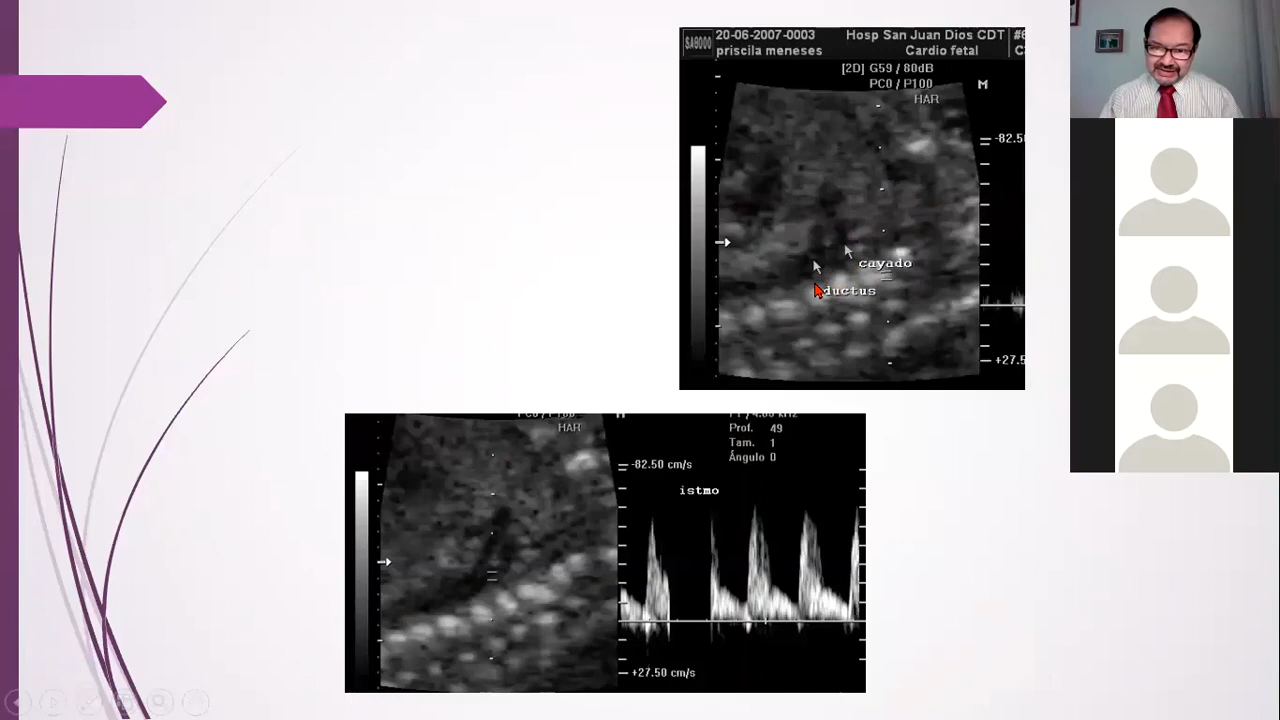 SA9000
20-06-2007-0003 Hosp San Juan Dios CDT
priscila meneses Cardio fetal
[2D] G59 / 80dB
PC0 / P100
HAR
M
-82.50
cayado
ductus
+27.5
HAR
Prof. 49
Tam. 1
Ángulo 0
-82.50 cm/s
istmo
+27.50 cm/s